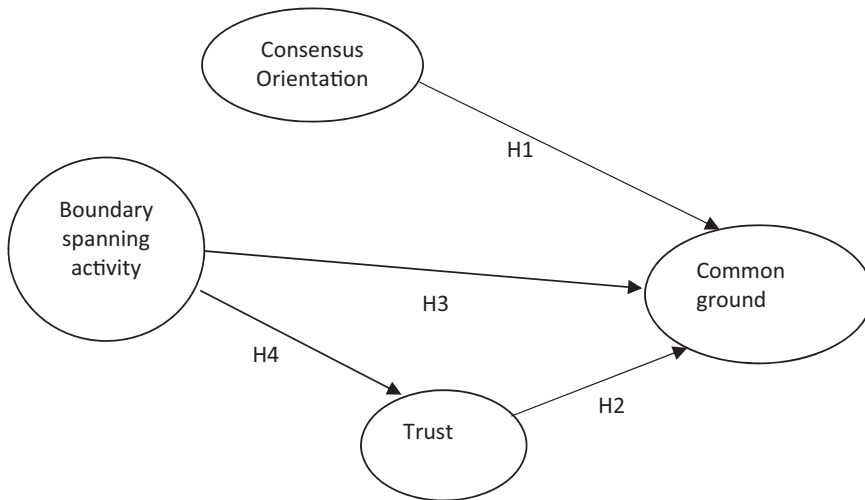 Consensus
Orientation
H1
Boundary
spanning
activity
Common
ground
H3
H4
H2
Trust